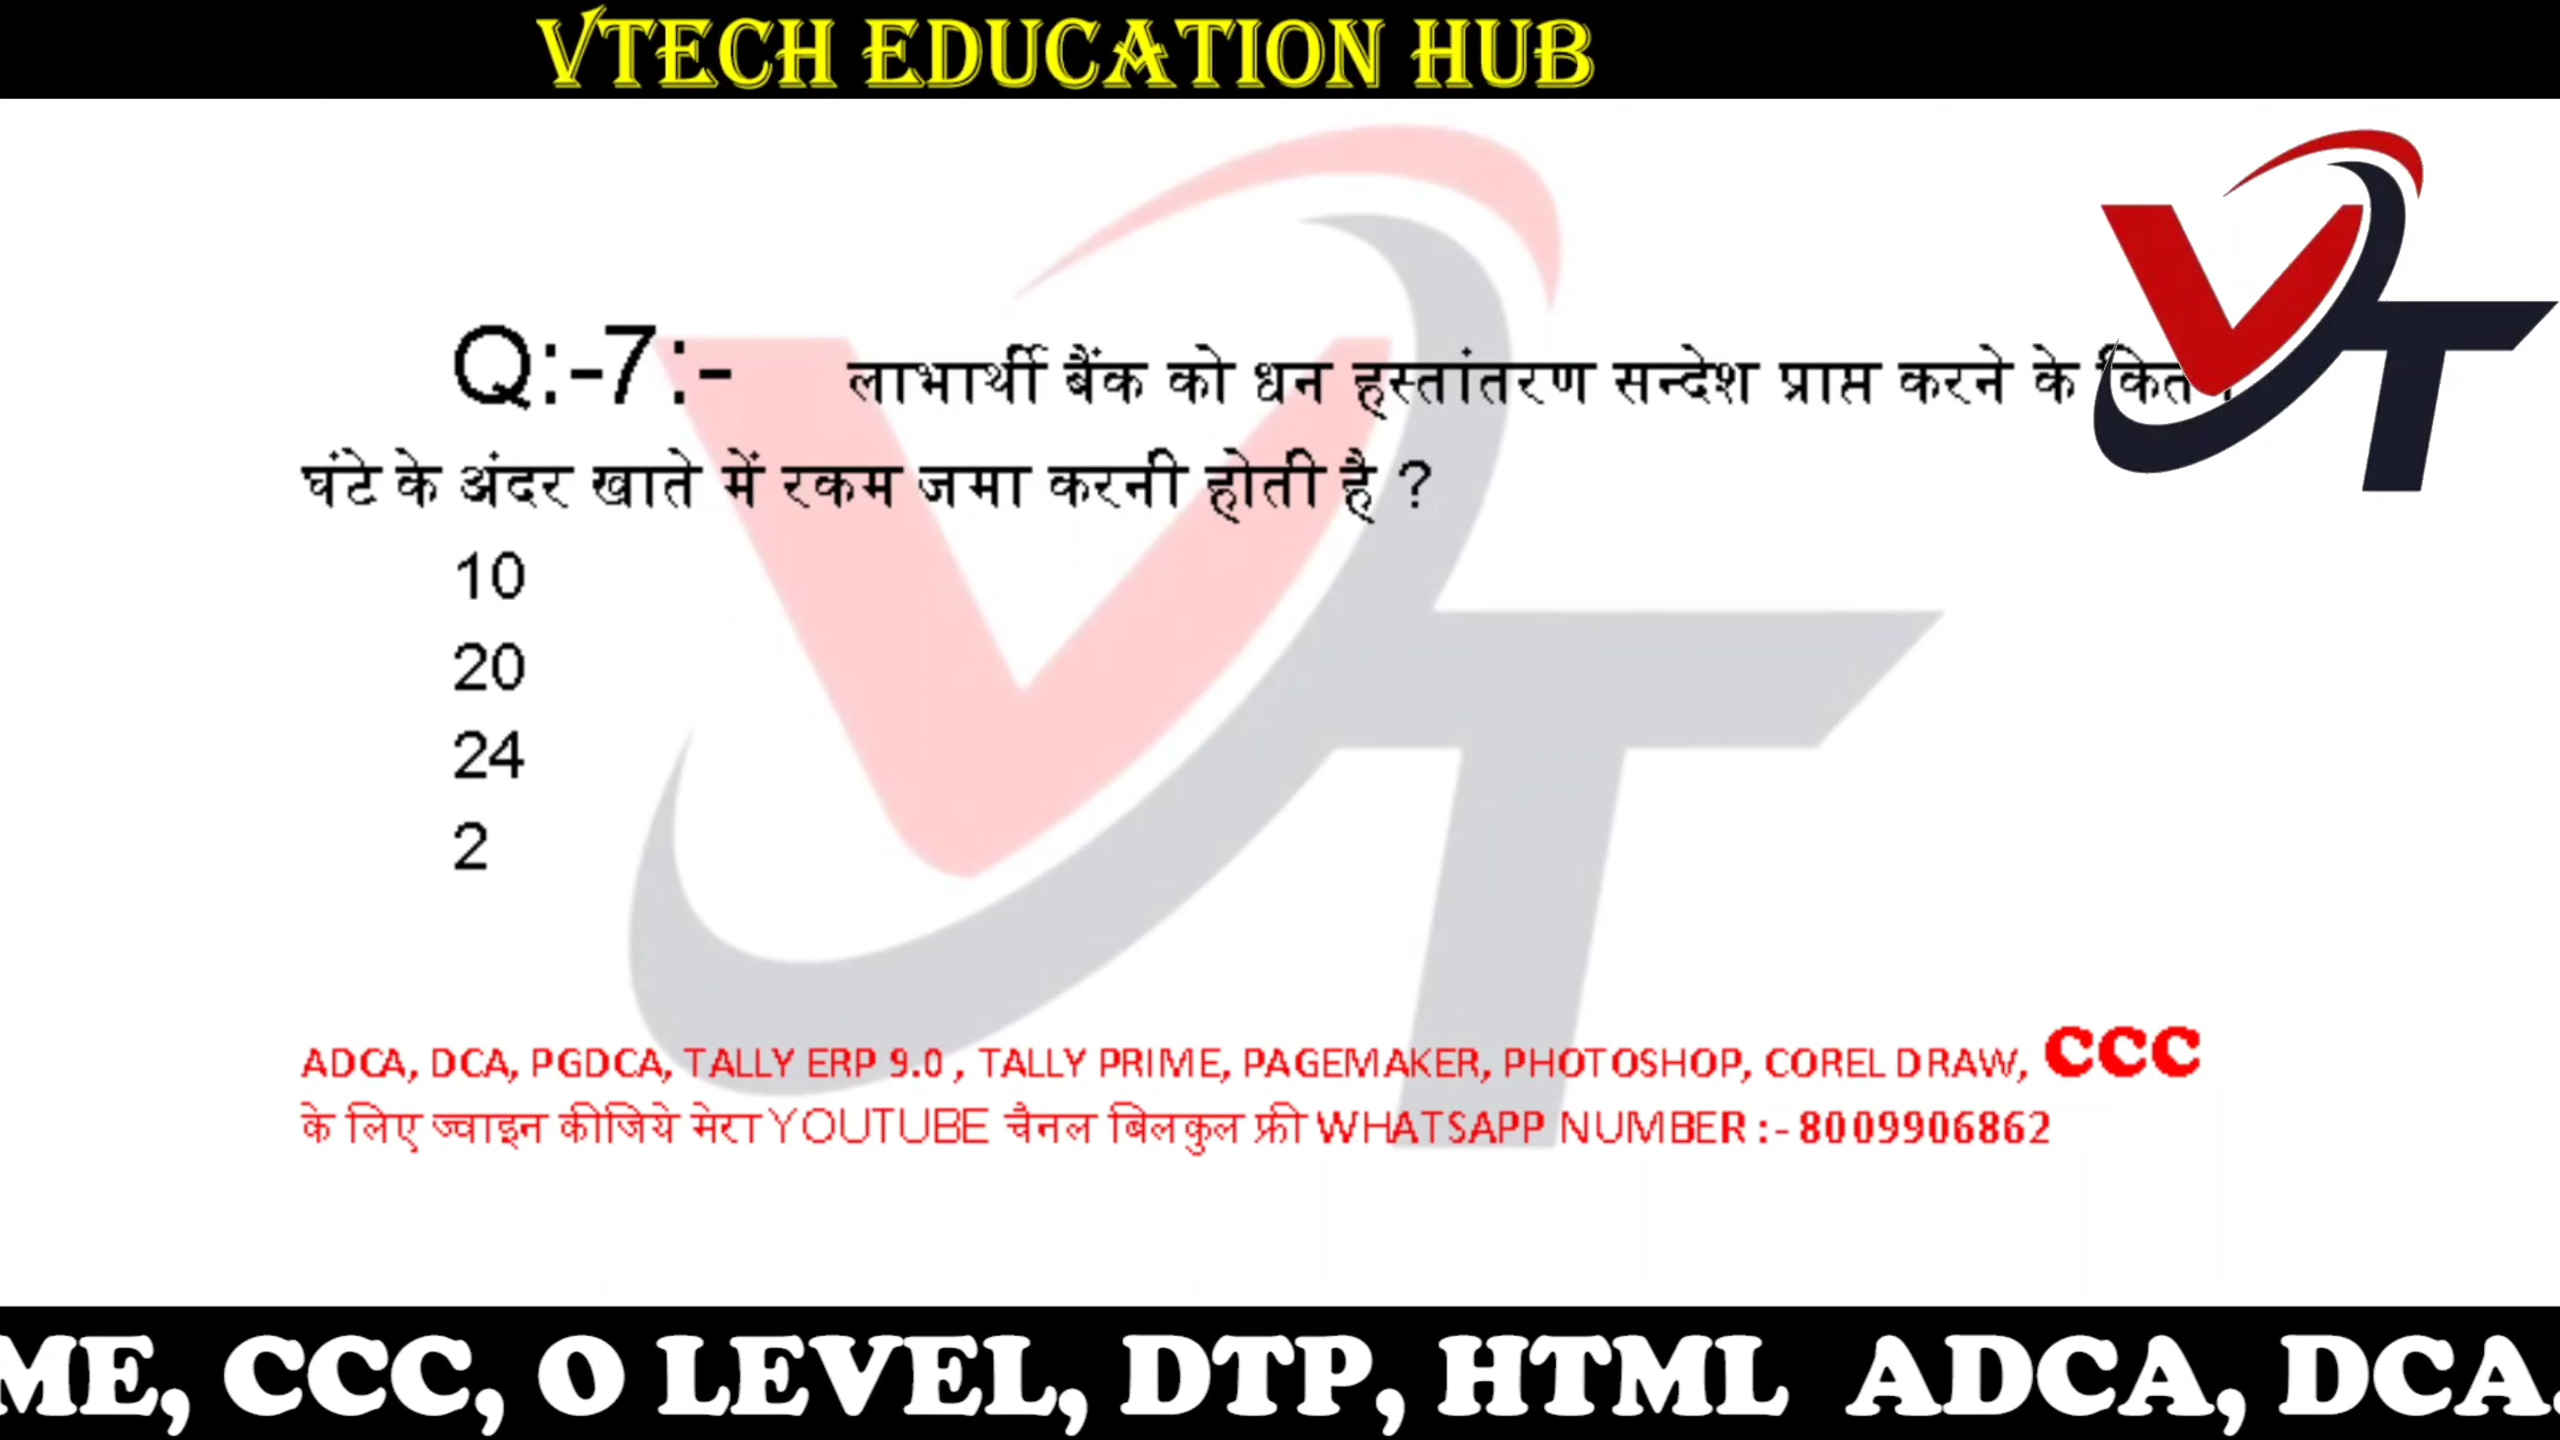 VTECH EDUCATION HUB
VT
Q:-7:- लाभार्थी बैंक को धन हस्तांतरण सन्देश प्राप्त करने के
घंटे के अंदर खाते में रकम जमा करनी होती है ?
10
20
24
2
ADCA, DCA, PGDCA, TALLY ERP 9.0 , TALLY PRIME, PAGEMAKER, PHOTOSHOP, COREL DRAW, CCC
के लिए ज्वाइन कीजिये मेरा YOUTUBE चैनल बिलकुल फ्री WHATSAPP NUMBER :- 8009906862
ME, CCC, O LEVEL, DTP, HTML ADCA, DCA,